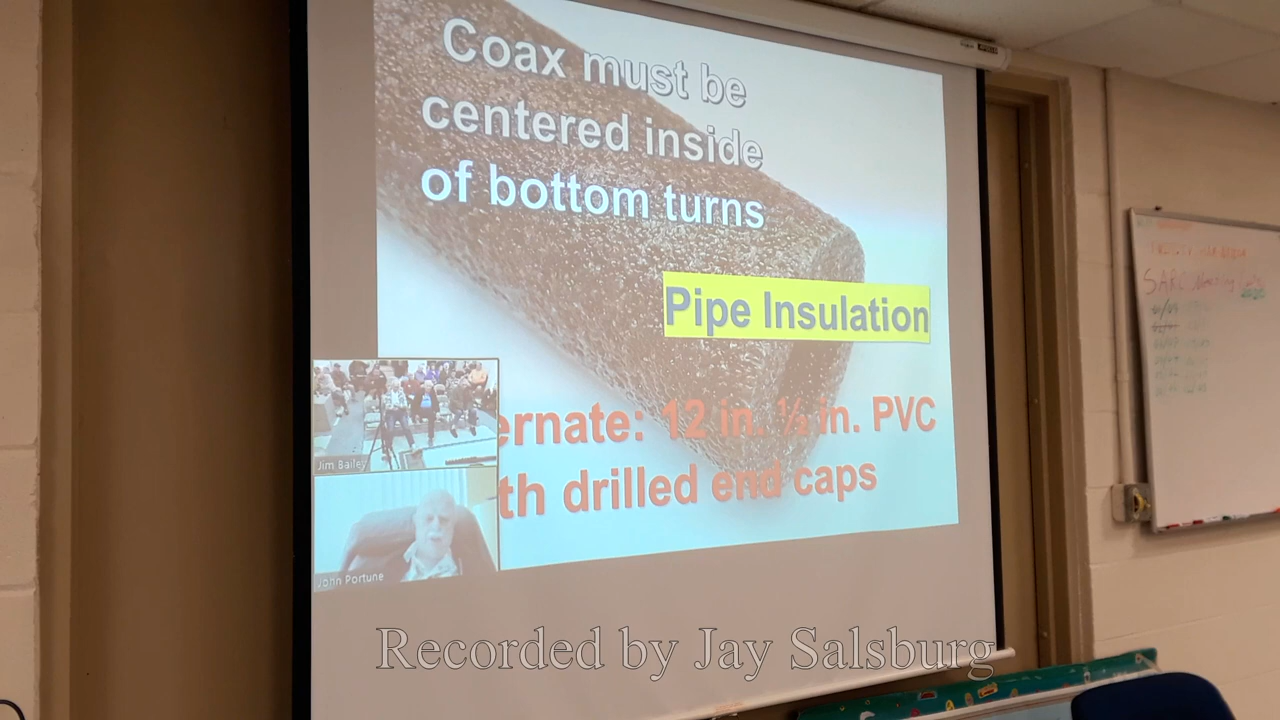 Coax must be
centered inside
of bottom turns
Pipe Insulation
ernate: 12 in. ½ in. PVC
th drilled end caps
Jim Bailey
John Portune
SARC
Recorded by Jay Salsburg